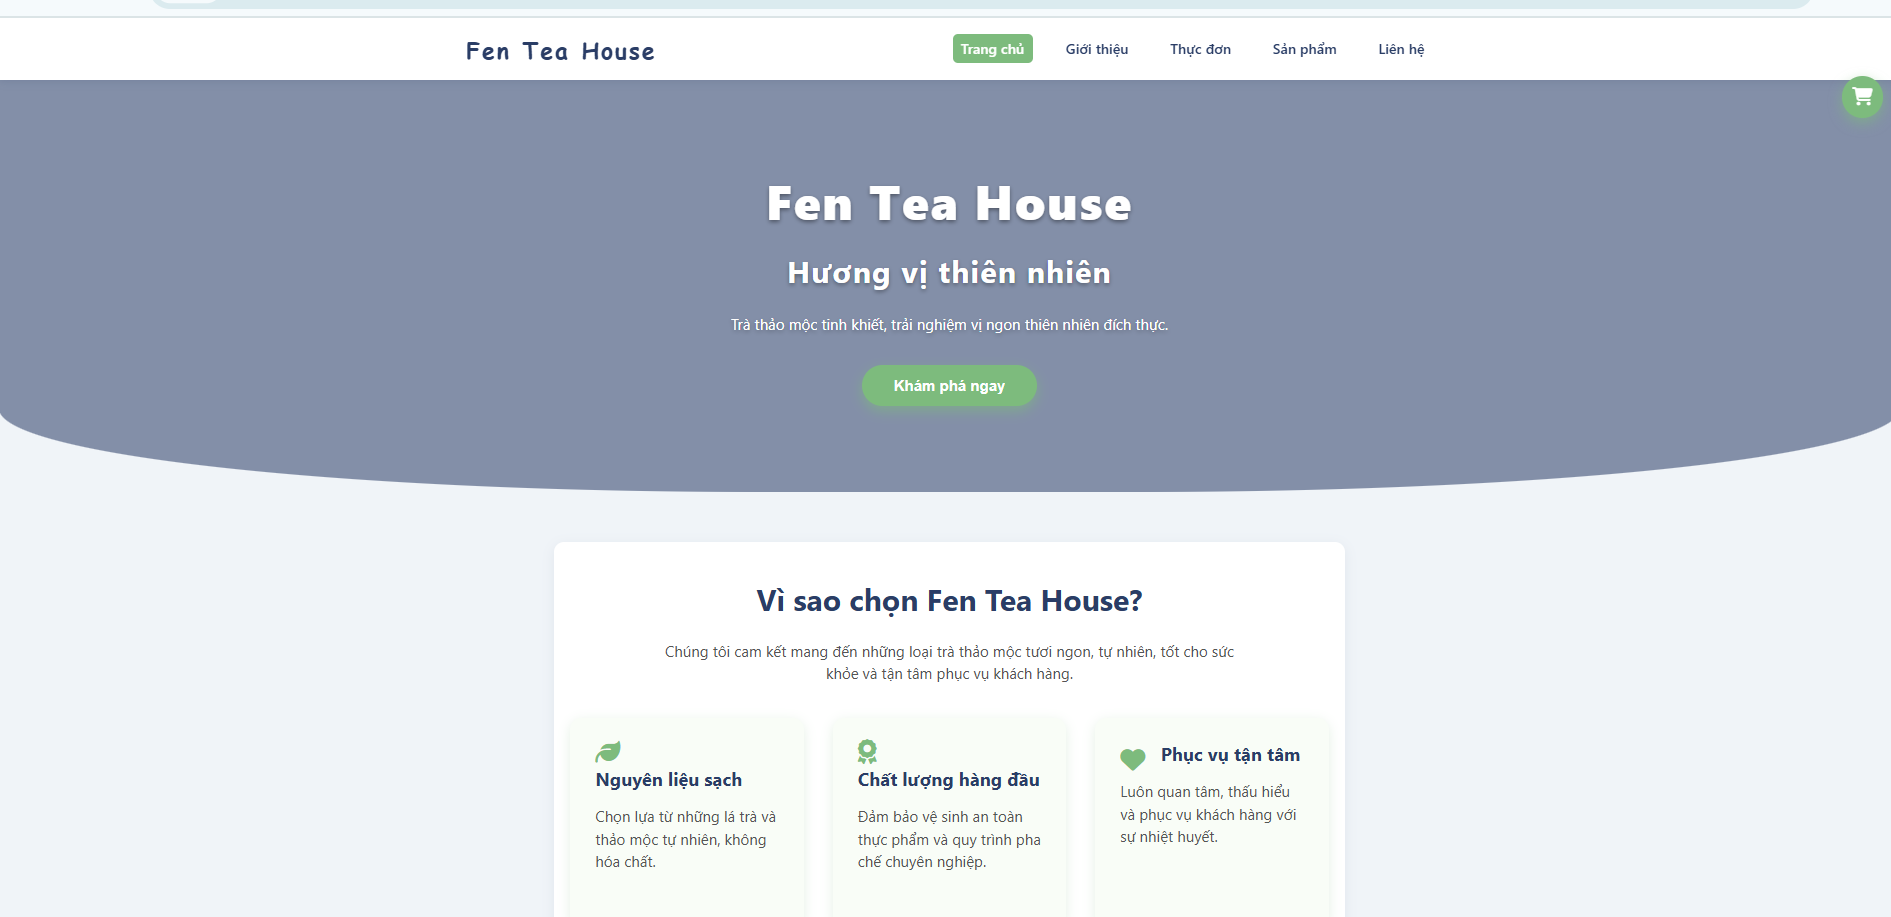 Fen Tea House
Trang chủ
Giới thiệu
Thực đơn
Sản phẩm
Liên hệ
Fen Tea House
Hương vị thiên nhiên
Trà thảo mộc tinh khiết, trải nghiệm vị ngon thiên nhiên đích thực.
Khám phá ngay
Vì sao chọn Fen Tea House?
Chúng tôi cam kết mang đến những loại trà thảo mộc tươi ngon, tự nhiên, tốt cho sức
khỏe và tận tâm phục vụ khách hàng.
Nguyên liệu sạch
Chọn lựa từ những lá trà và
thảo mộc tự nhiên, không
hóa chất.
Chất lượng hàng đầu
Đảm bảo vệ sinh an toàn
thực phẩm và quy trình pha
chế chuyên nghiệp.
Phục vụ tận tâm
Luôn quan tâm, thấu hiểu
và phục vụ khách hàng với
sự nhiệt huyết.